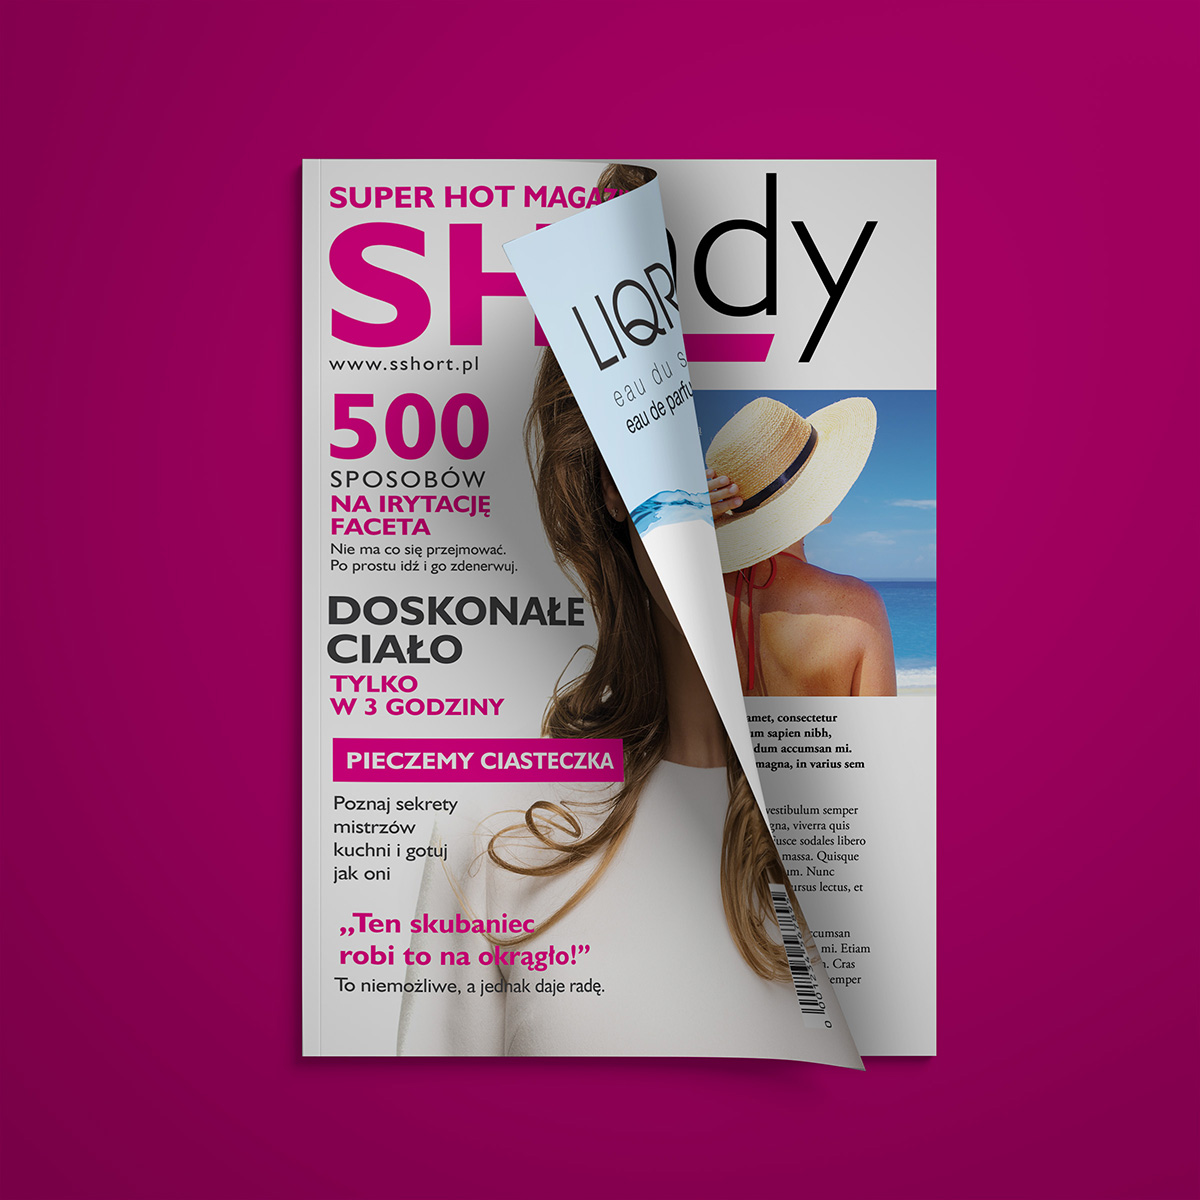 SUPER HOT MAGAZ
SH
www.sshort.pl
500
SPOSOBÓW
NA IRYTACJĘ
FACETA
Nie ma co się przejmować.
Po prostu idź i go zdenerwuj.
DOSKONAŁE
CIAŁO
TYLKO
W 3 GODZINY
PIECZEMY CIASTECZKA
Poznaj sekrety
mistrzów
kuchni i gotuj
jak oni
„Ten skubaniec
robi to na okrągło!”
To niemożliwe, a jednak daje radę.
LIQR
eau du s
eau de parfu
dy
amet, consectetur
um sapien nibh,
dum accumsan mi.
magna, in varius sem
vestibulum semper
gna, viverra quis
fusce sodales libero
massa. Quisque
um. Nunc
cursus lectus, et
accumsan
mi. Etiam
n. Cras
semper